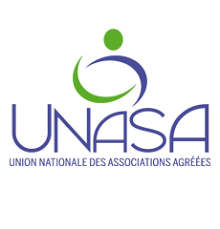 UNASA
UNION NATIONALE DES ASSOCIATIONS AGRÉÉES